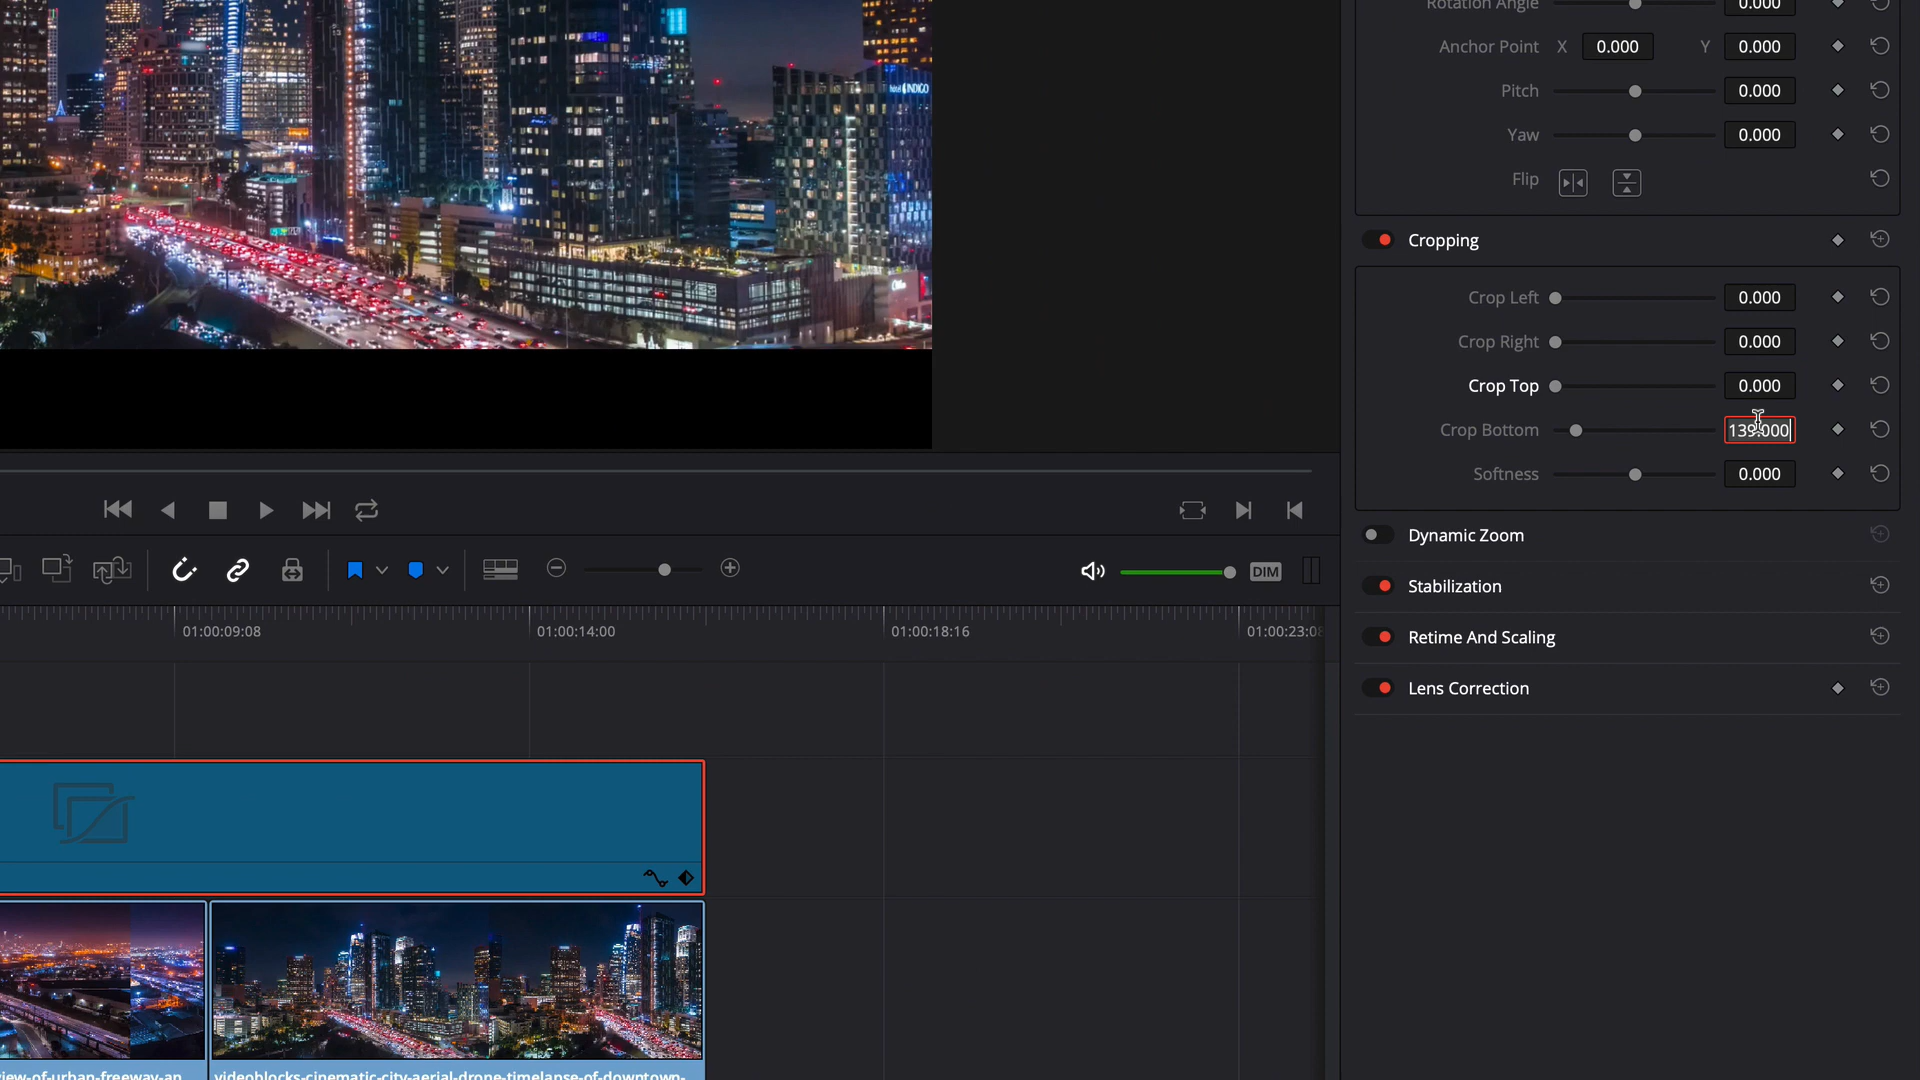 Rotation Angle 0.000
Anchor Point X 0.000 Y 0.000
Pitch 0.000
hotel INDIGO
Yaw 0.000
Flip
Cropping
Crop Left 0.000
Crop Right 0.000
Crop Top 0.000
Crop Bottom 139.000
Softness 0.000
Dynamic Zoom
DIM
Stabilization
01:00:09:08 01:00:14:00 01:00:18:16 01:00:23:08
Retime And Scaling
Lens Correction
view-of-urban-freeway-an videoblocks-cinematic-city-aerial-drone-timelapse-of-downtown-